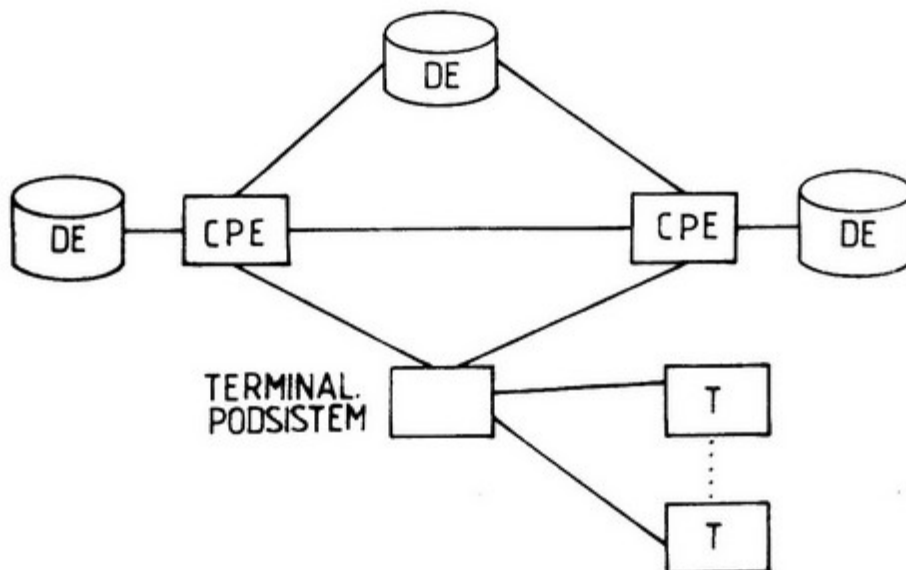 DE
DE
CPE
CPE
DE
TERMINAL.
PODSISTEM
T
T